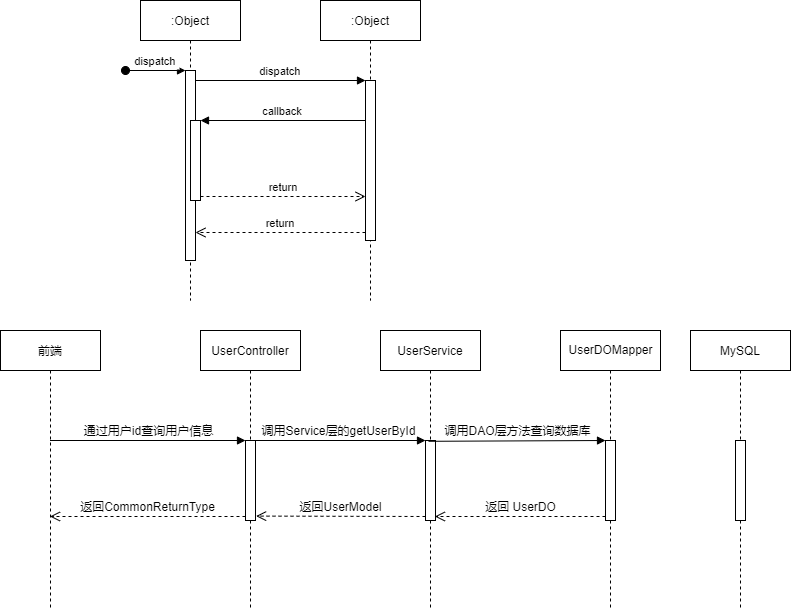 :Object
:Object
dispatch
dispatch
callback
return
return
前端
UserController
UserService
UserDOMapper
MySQL
通过用户id查询用户信息
调用Service层的getUserById
调用DAO层方法查询数据库
返回CommonReturnType
返回UserModel
返回 UserDO